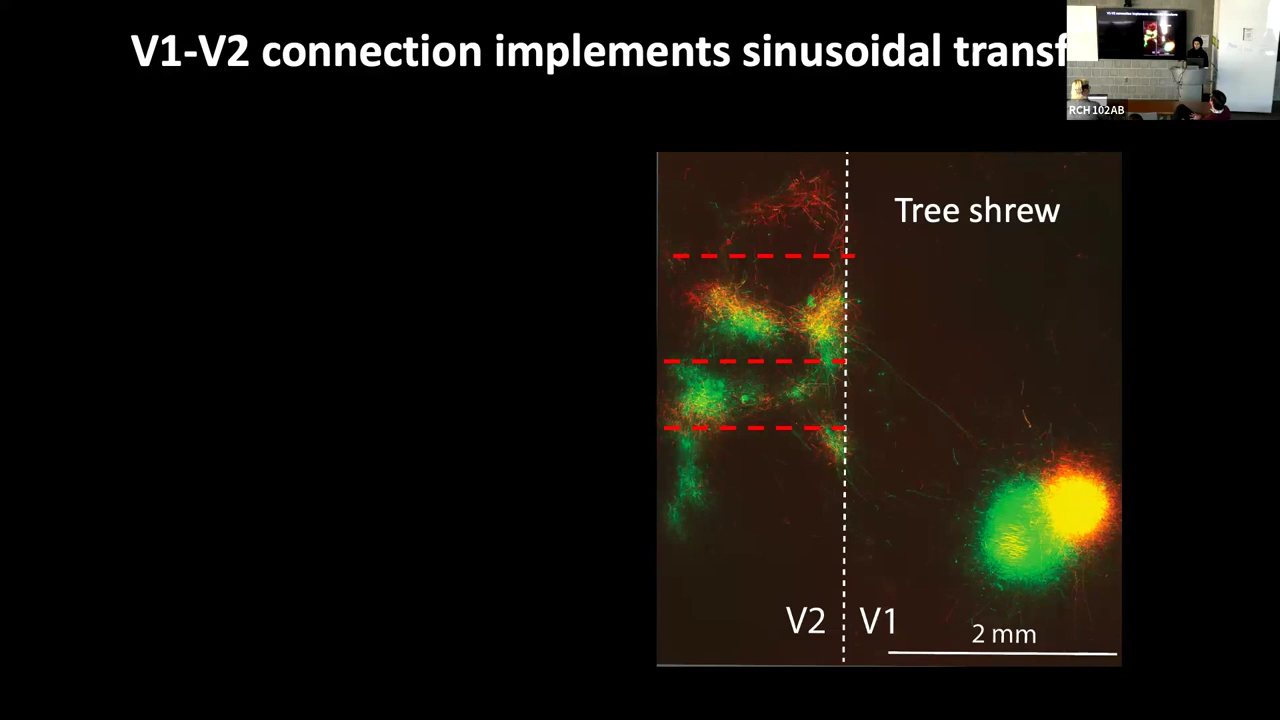 V1-V2 connection implements sinusoidal transf
RCH 102AB
Tree shrew
V2
V1
2 mm